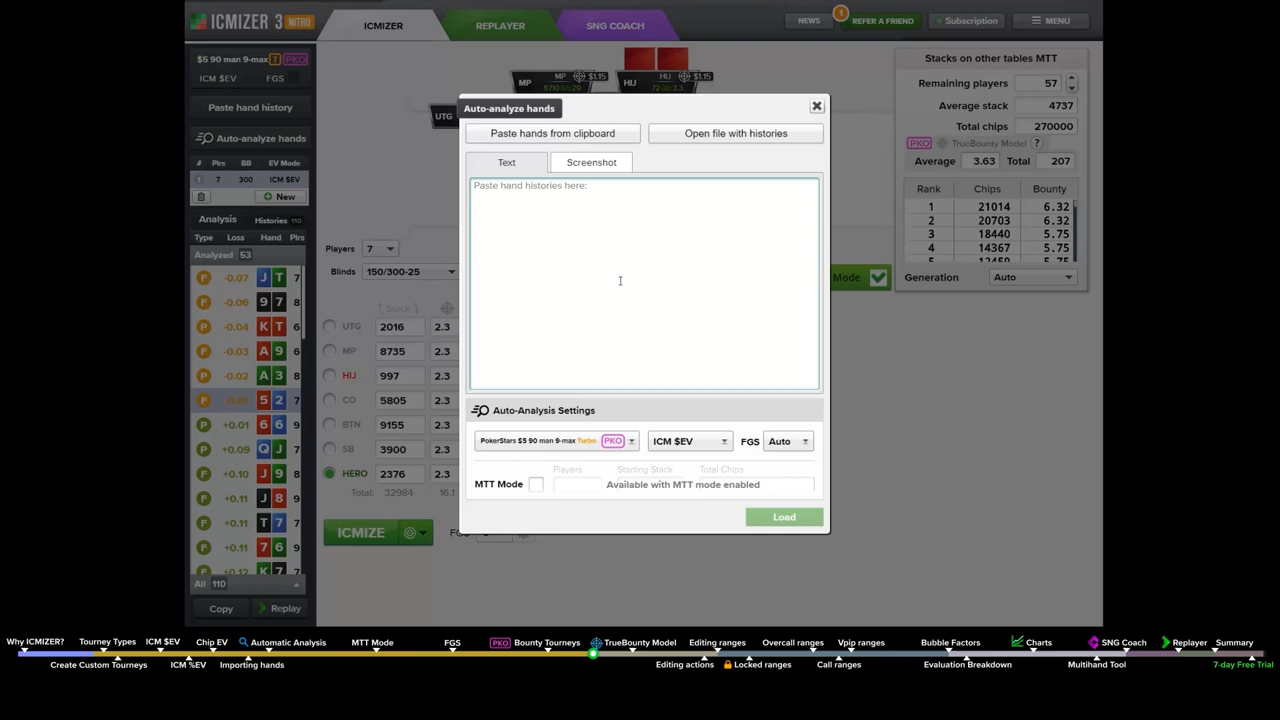 ICMIZER 3 NITRO
ICMIZER
REPLAYER
SNG COACH
NEWS
1
REFER A FRIEND
Subscription
MENU
$5 90 man 9-max T PKO
ICM $EV FGS
Paste hand history
Auto-analyze hands
# Plrs BB EV Mode
1 7 300 ICM $EV
New
Analysis Histories 110
Type Loss Hand Plrs
Analyzed 53
F -0.07 J T 7
F -0.06 9 7 8
P -0.04 K T 6
P -0.03 A 9 6
P -0.02 A 3 8
F -0.01 5 2 7
P +0.01 6 6 9
P +0.09 Q J 7
P +0.10 J 9 8
F +0.11 J 8 9
F +0.11 T 7 7
F +0.11 7 6 9
F +0.12 K 7 7
All 110
Copy
Replay
MP MP $1.15
HIJ HIJ $1.15
UTG
Players 7
Blinds 150/300-25
Stack
UTG 2016 2.3
MP 8735 2.3
HIJ 997 2.3
CO 5805 2.3
BTN 9155 2.3
SB 3900 2.3
HERO 2376 2.3
Total: 32984 16.1
ICMIZE
Mode
Auto-analyze hands
Paste hands from clipboard
Open file with histories
Text
Screenshot
Paste hand histories here:
Auto-Analysis Settings
PokerStars $5 90 man 9-max Turbo PKO
ICM $EV
FGS Auto
Players Starting Stack Total Chips
MTT Mode Available with MTT mode enabled
Load
Stacks on other tables MTT
Remaining players 57
Average stack 4737
Total chips 270000
PKO TrueBounty Model ?
Average 3.63 Total 207
Rank Chips Bounty
1 21014 6.32
2 20703 6.32
3 18440 5.75
4 14367 5.75
Generation Auto
Why ICMIZER? Tourney Types ICM $EV Chip EV Automatic Analysis MTT Mode FGS PKO Bounty Tourneys TrueBounty Model Editing ranges Overcall ranges Vpip ranges Bubble Factors Charts SNG Coach Replayer Summary
Create Custom Tourneys ICM %EV Importing hands Editing actions Locked ranges Call ranges Evaluation Breakdown Multihand Tool 7-day Free Trial